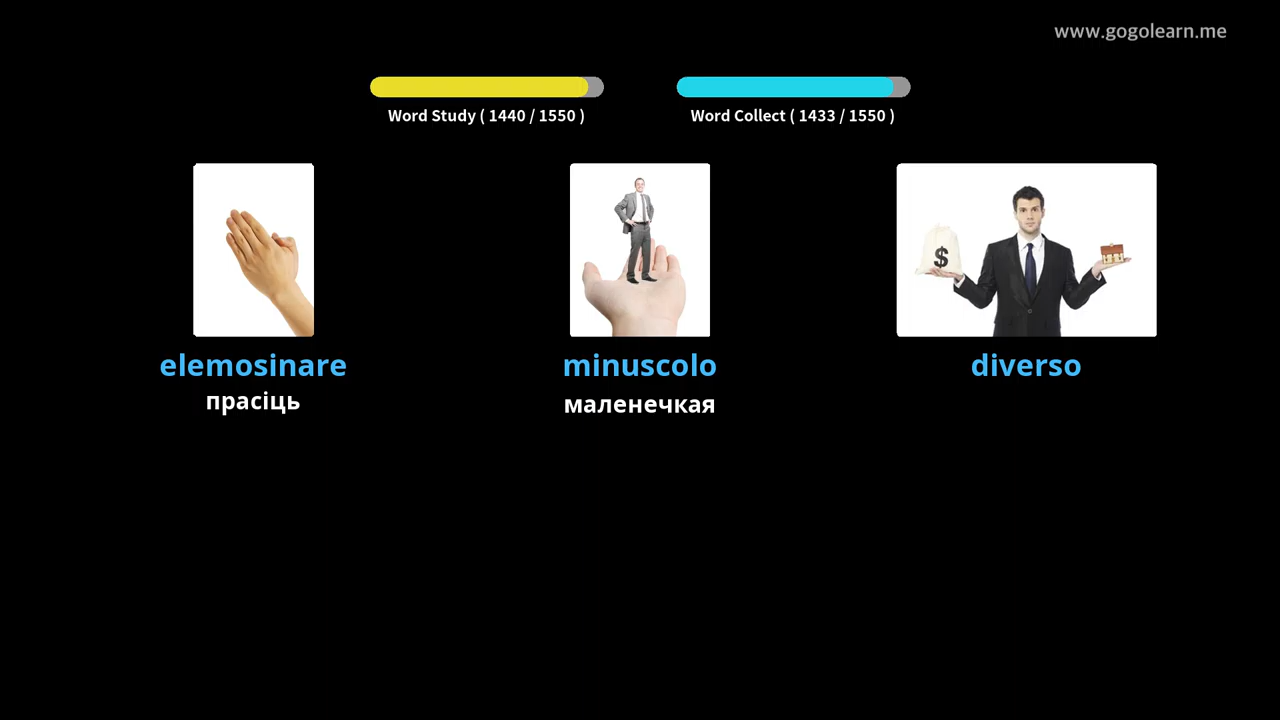 www.gogolearn.me
Word Study ( 1440 / 1550 )
Word Collect ( 1433 / 1550 )
$
elemosinare
minuscolo
diverso
прасіць
маленечкая